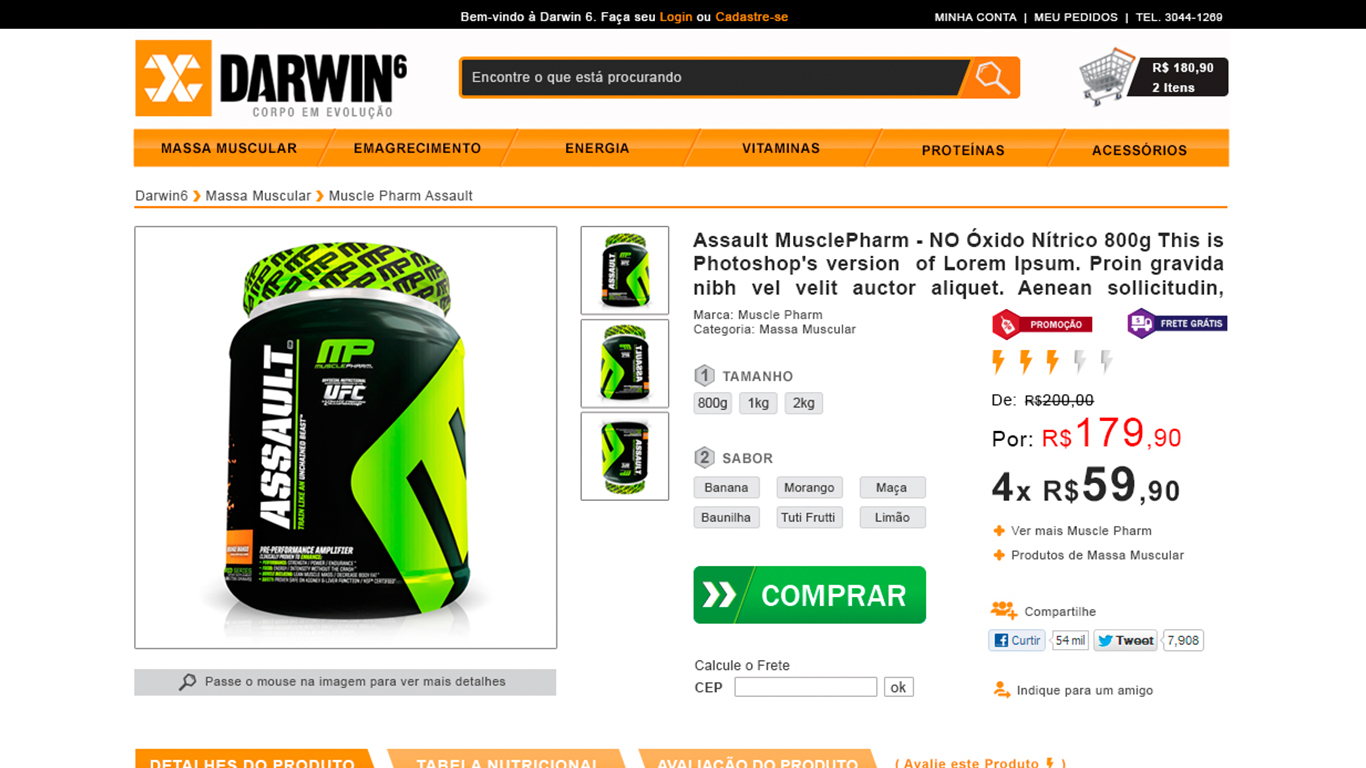 Bem-vindo à Darwin 6. Faça seu Login ou Cadastre-se
MINHA CONTA | MEU PEDIDOS | TEL. 3044-1269
DARWIN6
CORPO EM EVOLUÇÃO
Encontre o que está procurando
R$ 180,90
2 Itens
MASSA MUSCULAR
EMAGRECIMENTO
ENERGIA
VITAMINAS
PROTEÍNAS
ACESSÓRIOS
Darwin6 Massa Muscular Muscle Pharm Assault
MP
MUSCLEPHARM
UFC
ASSAULT
TRAIN LIKE AN UNCHAINED BEAST
PRE-PERFORMANCE AMPLIFIER
Passe o mouse na imagem para ver mais detalhes
Assault MusclePharm - NO Óxido Nítrico 800g This is
Photoshop's version of Lorem Ipsum. Proin gravida
nibh vel velit auctor aliquet. Aenean sollicitudin,
Marca: Muscle Pharm
Categoria: Massa Muscular
PROMOÇÃO
FRETE GRÁTIS
1 TAMANHO
800g 1kg 2kg
2 SABOR
Banana Morango Maça
Baunilha Tuti Frutti Limão
COMPRAR
Calcule o Frete
CEP ok
De: R$200,00
Por: R$179,90
4x R$59,90
Ver mais Muscle Pharm
Produtos de Massa Muscular
Compartilhe
Curtir 54 mil Tweet 7,908
Indique para um amigo
DETALHES DO PRODUTO
TABELA NUTRICIONAL
AVALIAÇÃO DO PRODUTO
( Avalie este Produto )